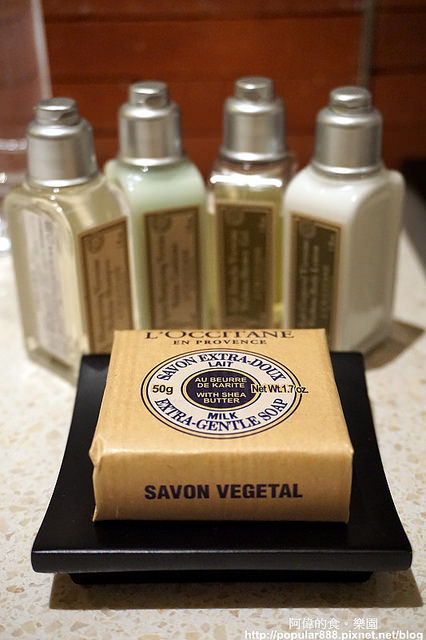 L'OCCITANE
EN PROVENCE
SAVON EXTRA-DOUX
LAIT
50g
AU BEURRE
DE KARITE
WITH SHEA
BUTTER
Net Wt.1.7 oz.
MILK
EXTRA-GENTLE SOAP
SAVON VEGETAL
阿偉的食。樂園
http://popular888.pixnet.net/blog